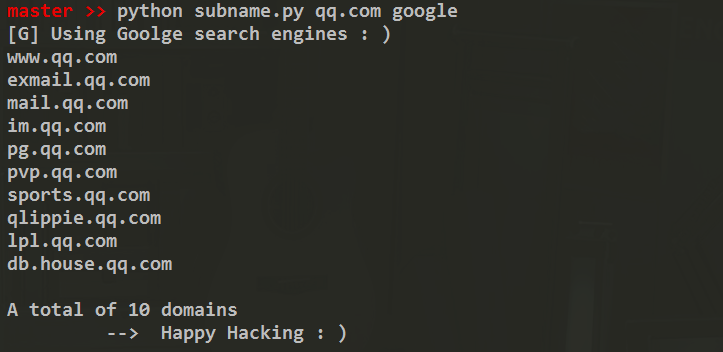 master >> python subname.py qq.com google
[G] Using Goolge search engines : )
www.qq.com
exmail.qq.com
mail.qq.com
im.qq.com
pg.qq.com
pvp.qq.com
sports.qq.com
qlippie.qq.com
lpl.qq.com
db.house.qq.com
A total of 10 domains
--> Happy Hacking : )